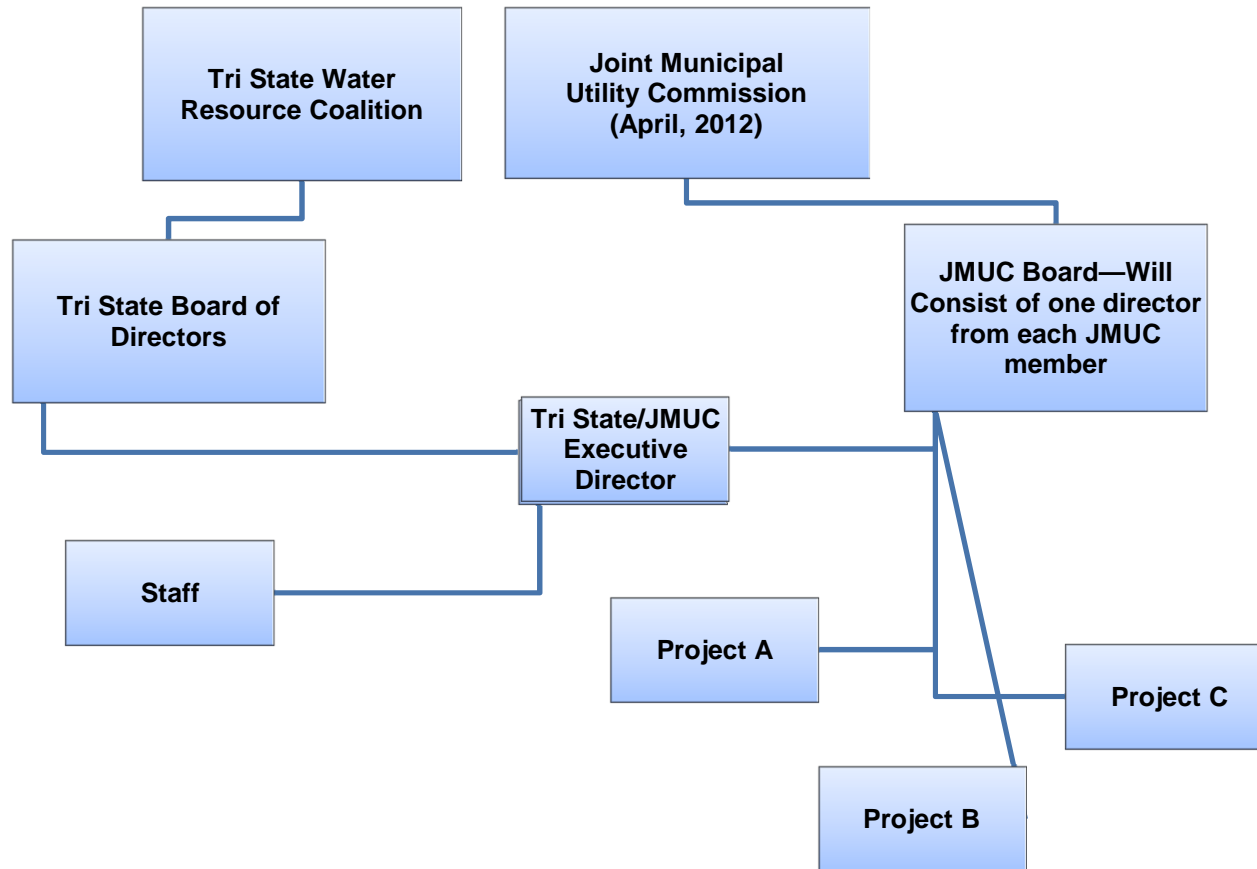 Tri State Water
Resource Coalition
Joint Municipal
Utility Commission
(April, 2012)
Tri State Board of
Directors
JMUC Board—Will
Consist of one director
from each JMUC
member
Tri State/JMUC
Executive
Director
Staff
Project A
Project C
Project B